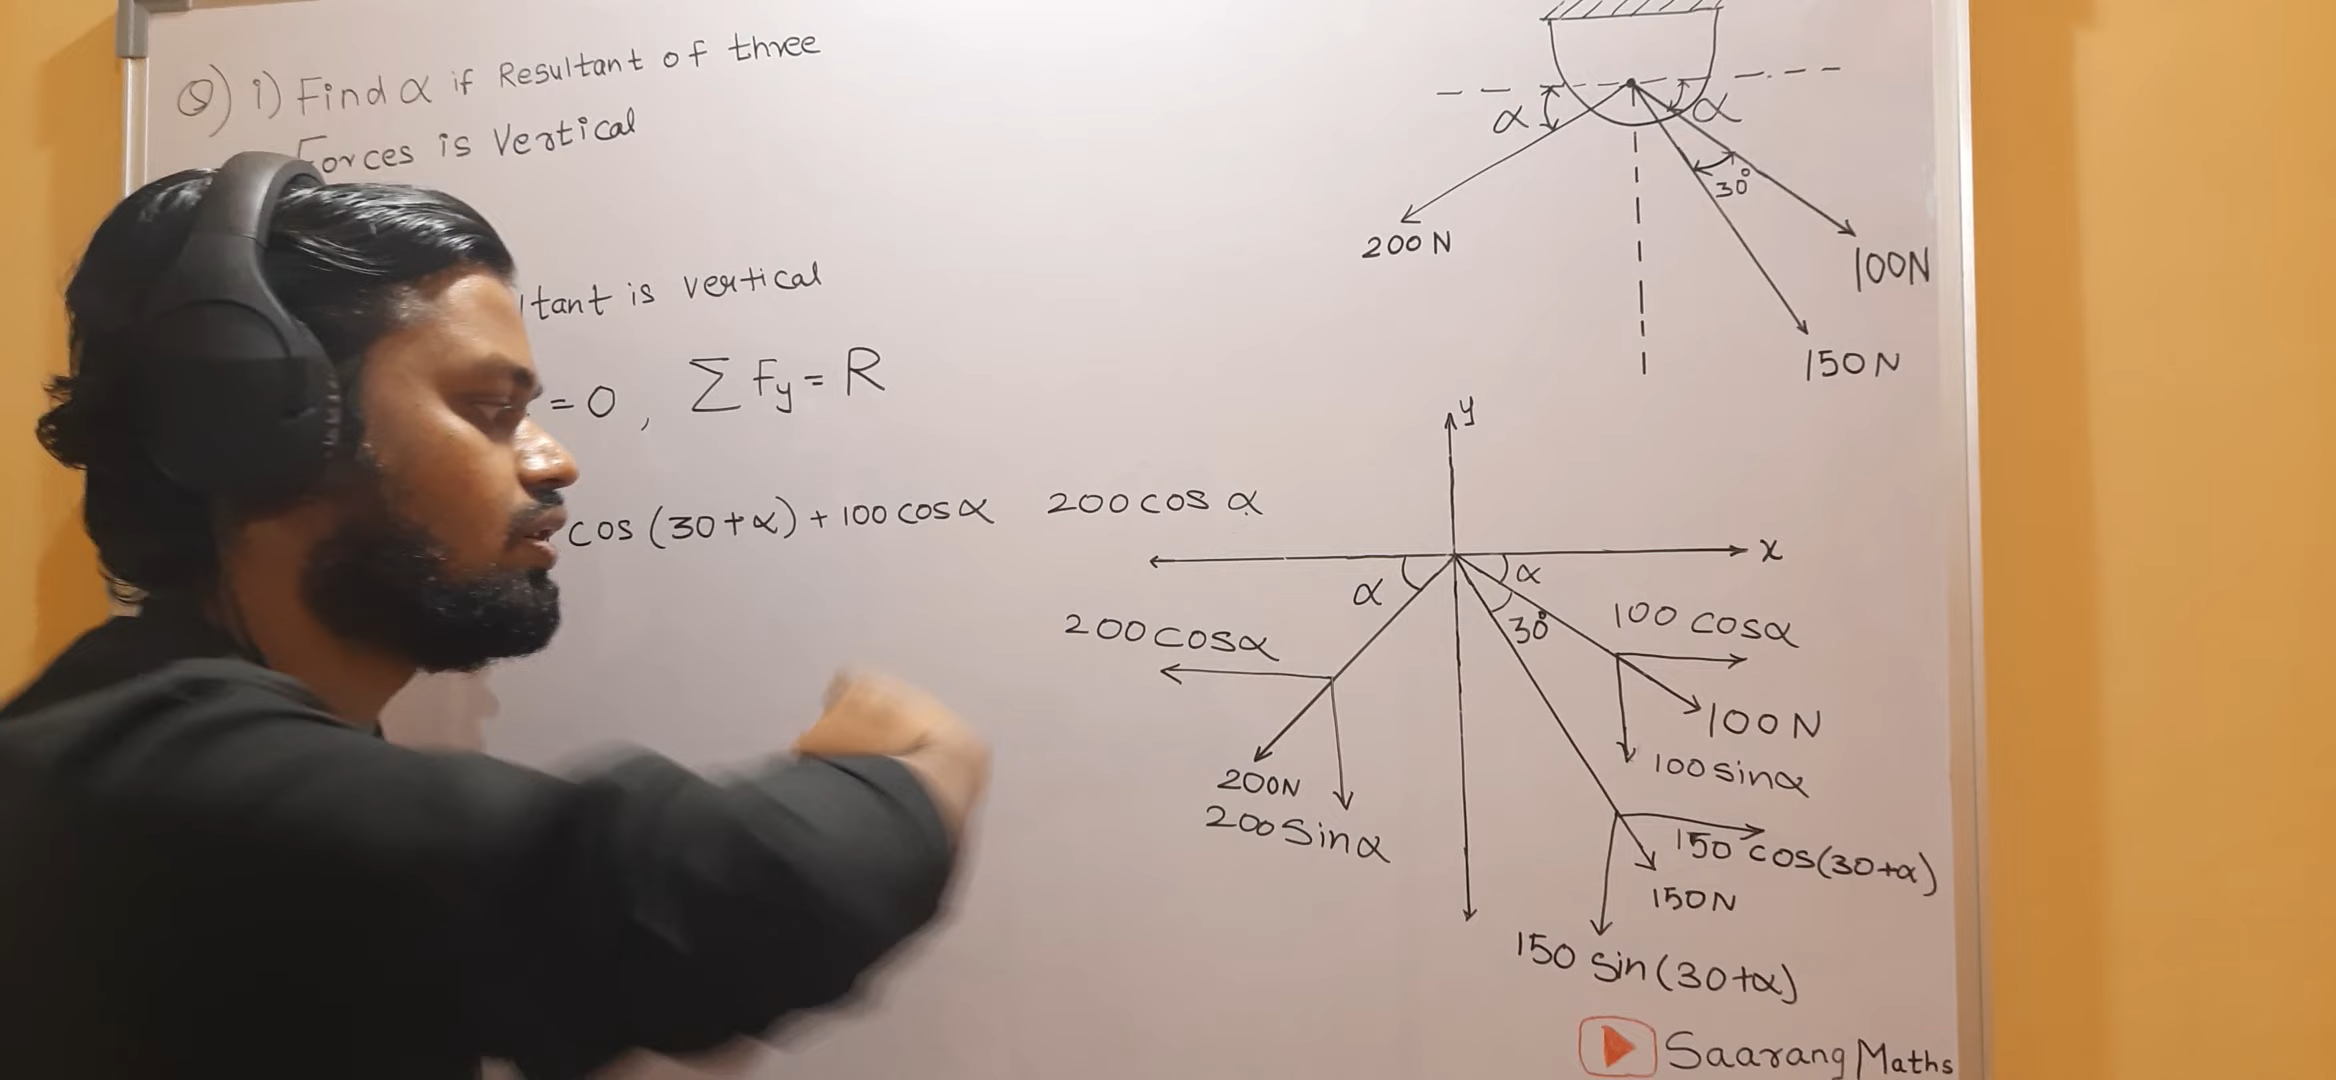 Q) i) Find α if Resultant of three
Forces is Vertical
tant is vertical
= 0 , ∑ Fy = R
cos (30+α) + 100 cosα 200 cos α
α
α
30°
200 N
100N
150 N
y
x
α
α
30°
200 cosα
100 cosα
200N
200 Sinα
100 N
100 sinα
150 cos(30+α)
150N
150 sin(30+α)
Saarang Maths